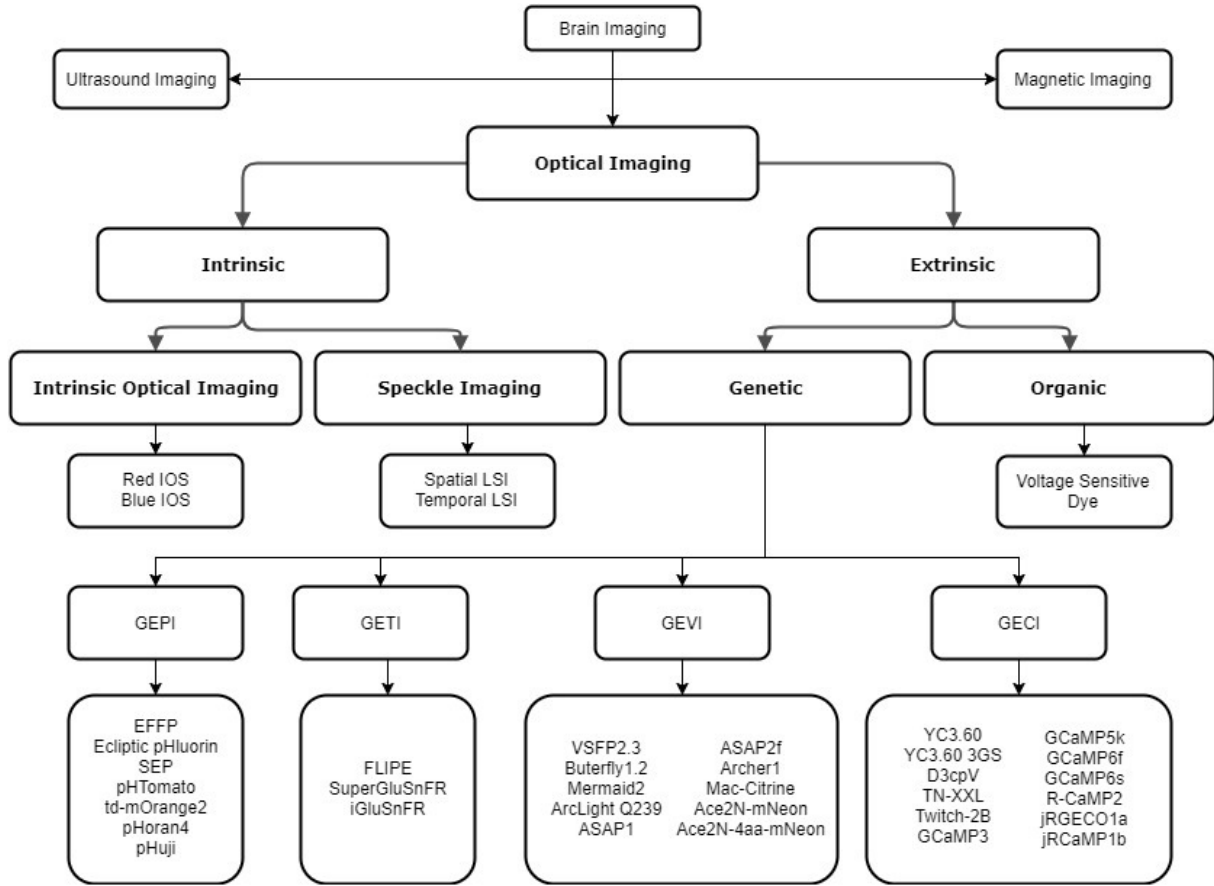 Brain Imaging
Ultrasound Imaging
Magnetic Imaging
Optical Imaging
Intrinsic
Extrinsic
Intrinsic Optical Imaging
Speckle Imaging
Genetic
Organic
Red IOS
Blue IOS
Spatial LSI
Temporal LSI
Voltage Sensitive
Dye
GEPI
GETI
GEVI
GECI
EFFP
Ecliptic pHluorin
SEP
pHTomato
td-mOrange2
pHoran4
pHuji
FLIPE
SuperGluSnFR
iGluSnFR
VSFP2.3
Buterfly1.2
Mermaid2
ArcLight Q239
ASAP1
ASAP2f
Archer1
Mac-Citrine
Ace2N-mNeon
Ace2N-4aa-mNeon
YC3.60
YC3.60 3GS
D3cpV
TN-XXL
Twitch-2B
GCaMP3
GCaMP5k
GCaMP6f
GCaMP6s
R-CaMP2
jRGECO1a
jRCaMP1b